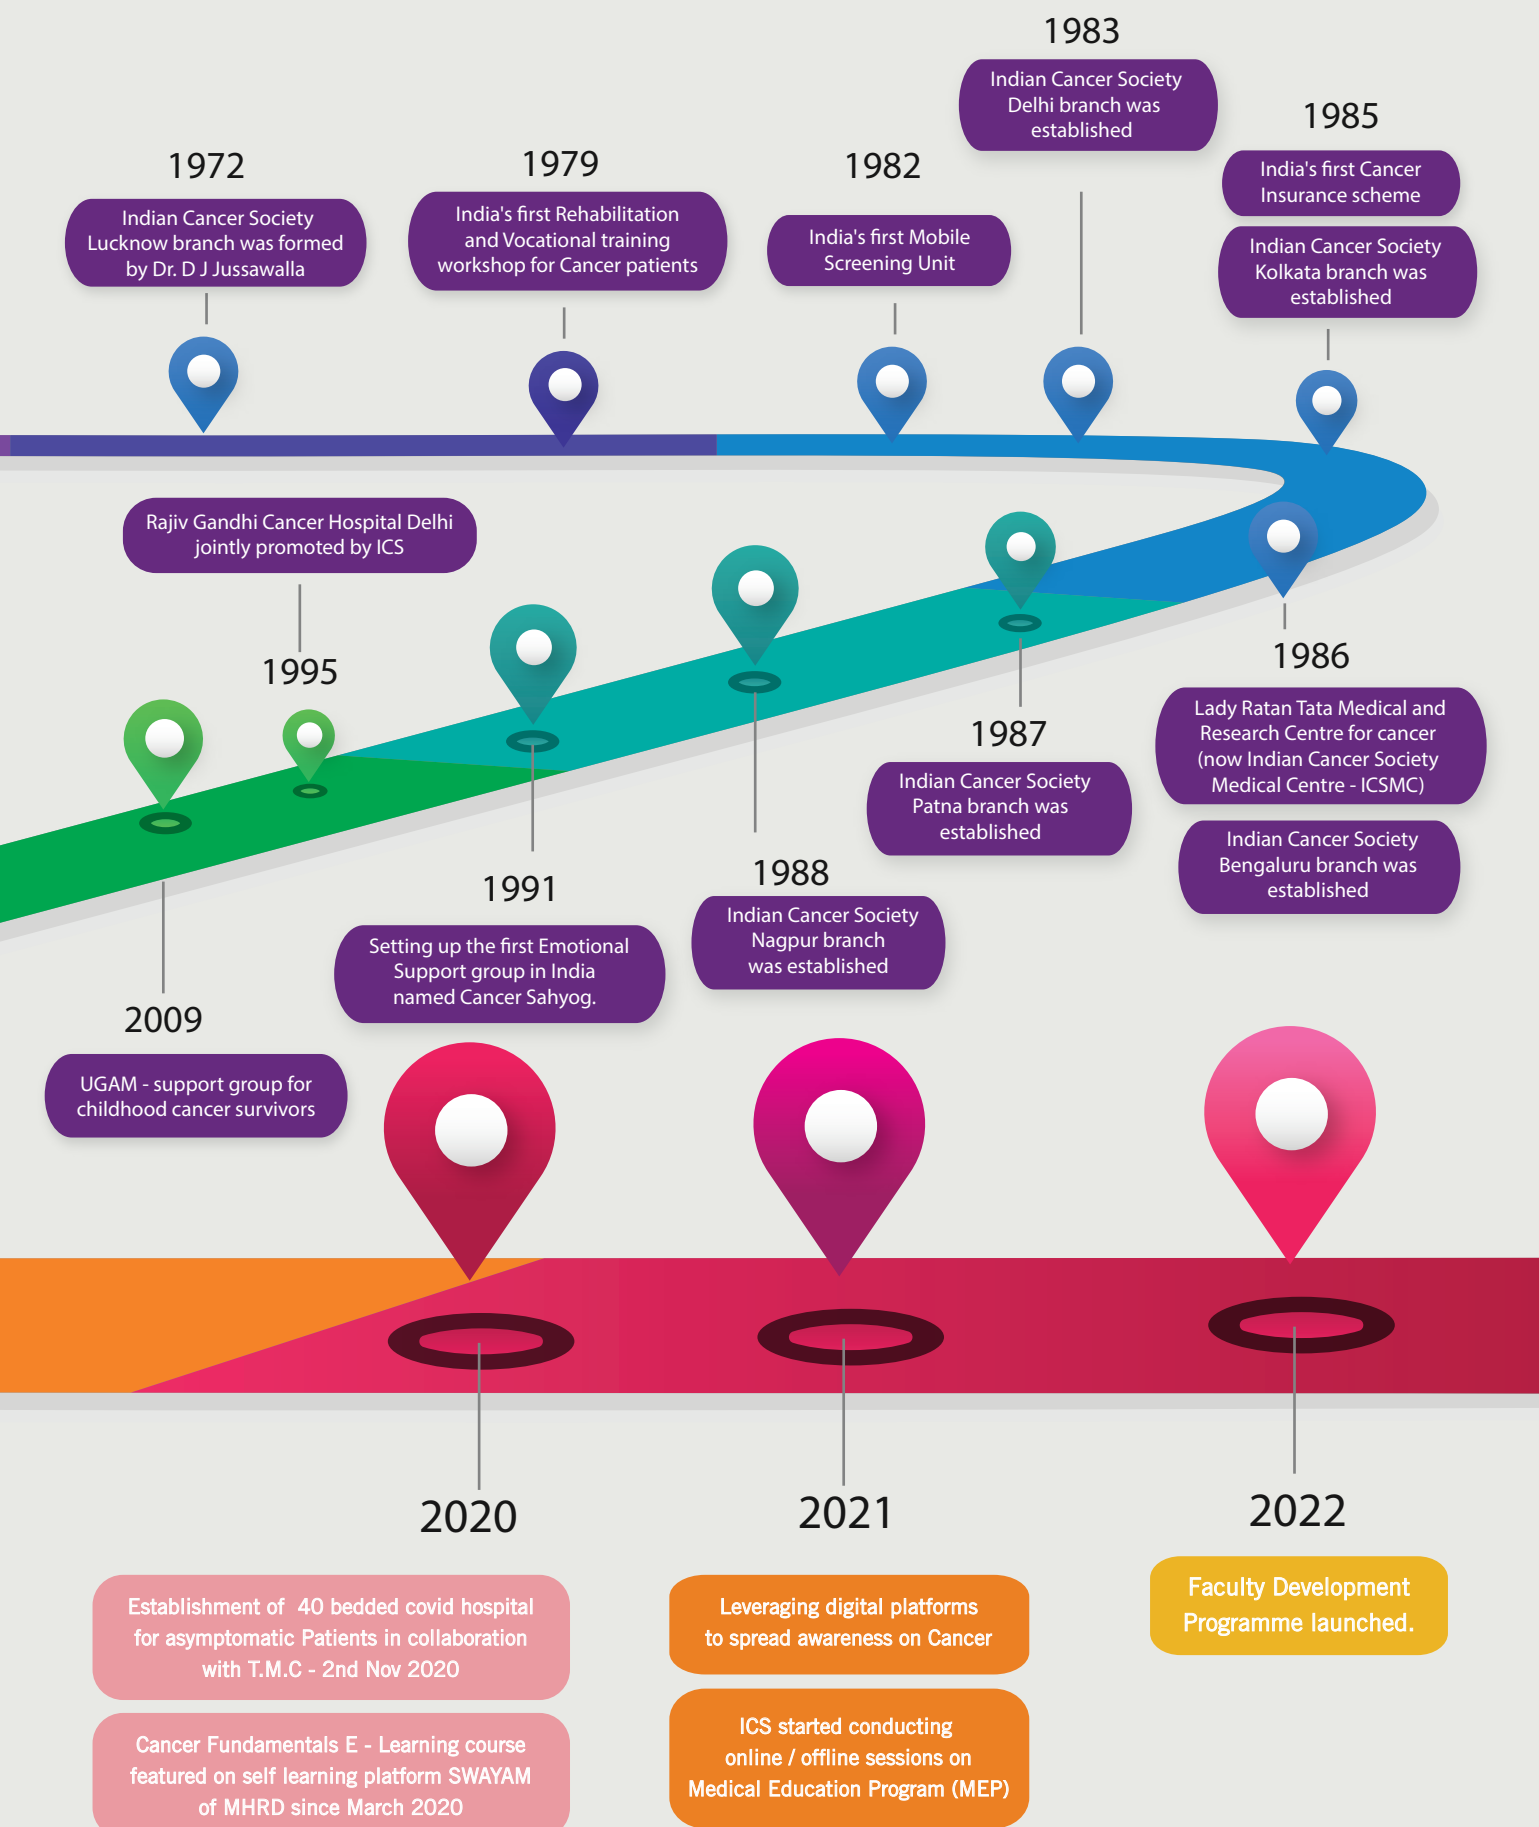 1972
Indian Cancer Society
Lucknow branch was formed
by Dr. D J Jussawalla
1979
India's first Rehabilitation
and Vocational training
workshop for Cancer patients
1982
India's first Mobile
Screening Unit
1983
Indian Cancer Society
Delhi branch was
established
1985
India's first Cancer
Insurance scheme
Indian Cancer Society
Kolkata branch was
established
1986
Lady Ratan Tata Medical and
Research Centre for cancer
(now Indian Cancer Society
Medical Centre - ICSMC)
Indian Cancer Society
Bengaluru branch was
established
1987
Indian Cancer Society
Patna branch was
established
1988
Indian Cancer Society
Nagpur branch
was established
1991
Setting up the first Emotional
Support group in India
named Cancer Sahyog.
Rajiv Gandhi Cancer Hospital Delhi
jointly promoted by ICS
1995
2009
UGAM - support group for
childhood cancer survivors
2020
Establishment of  40 bedded covid hospital
for asymptomatic Patients in collaboration
with T.M.C - 2nd Nov 2020
Cancer Fundamentals E - Learning course
featured on self learning platform SWAYAM
of MHRD since March 2020
2021
Leveraging digital platforms
to spread awareness on Cancer
ICS started conducting
online / offline sessions on
Medical Education Program (MEP)
2022
Faculty Development
Programme launched.